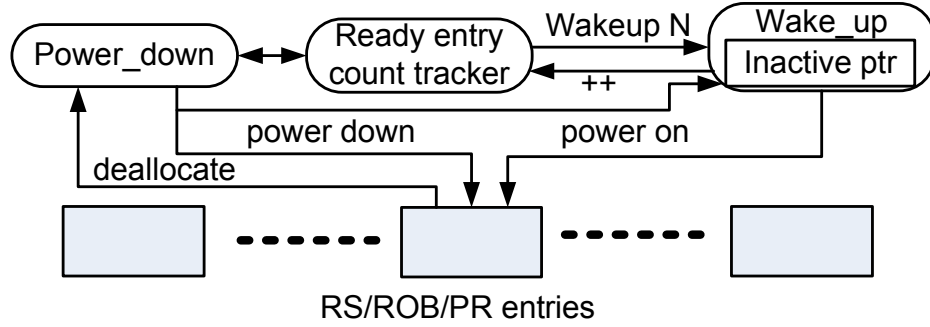 Power_down
Ready entry
count tracker
Wakeup N
++
Wake_up
Inactive ptr
power down
power on
deallocate
RS/ROB/PR entries